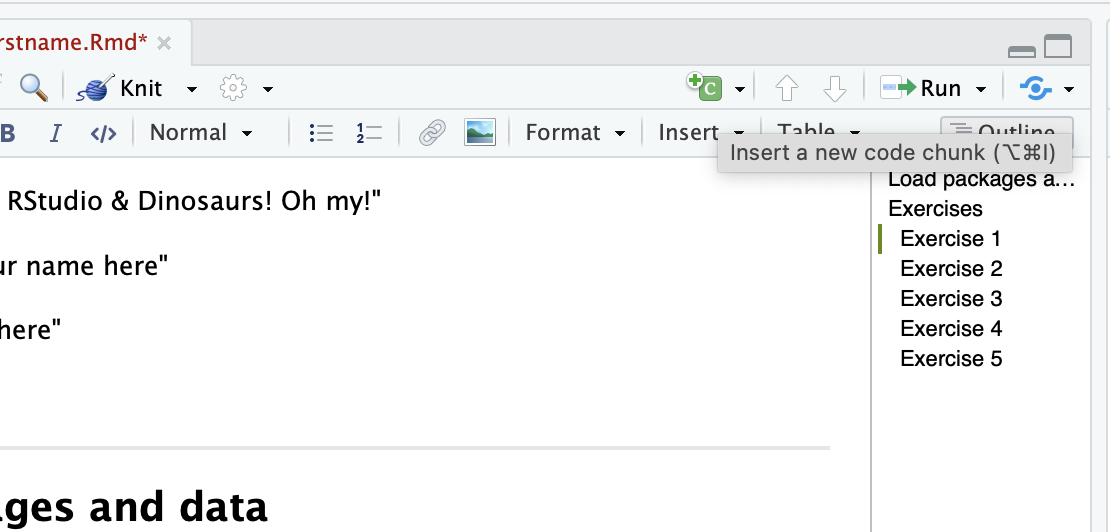 rstname.Rmd*
Knit
C
Run
B I </> Normal
Format Insert Table Outline
Insert a new code chunk (⌥⌘I)
Load packages a...
RStudio & Dinosaurs! Oh my!"
Exercises
Exercise 1
ur name here"
Exercise 2
Exercise 3
here"
Exercise 4
Exercise 5
ages and data